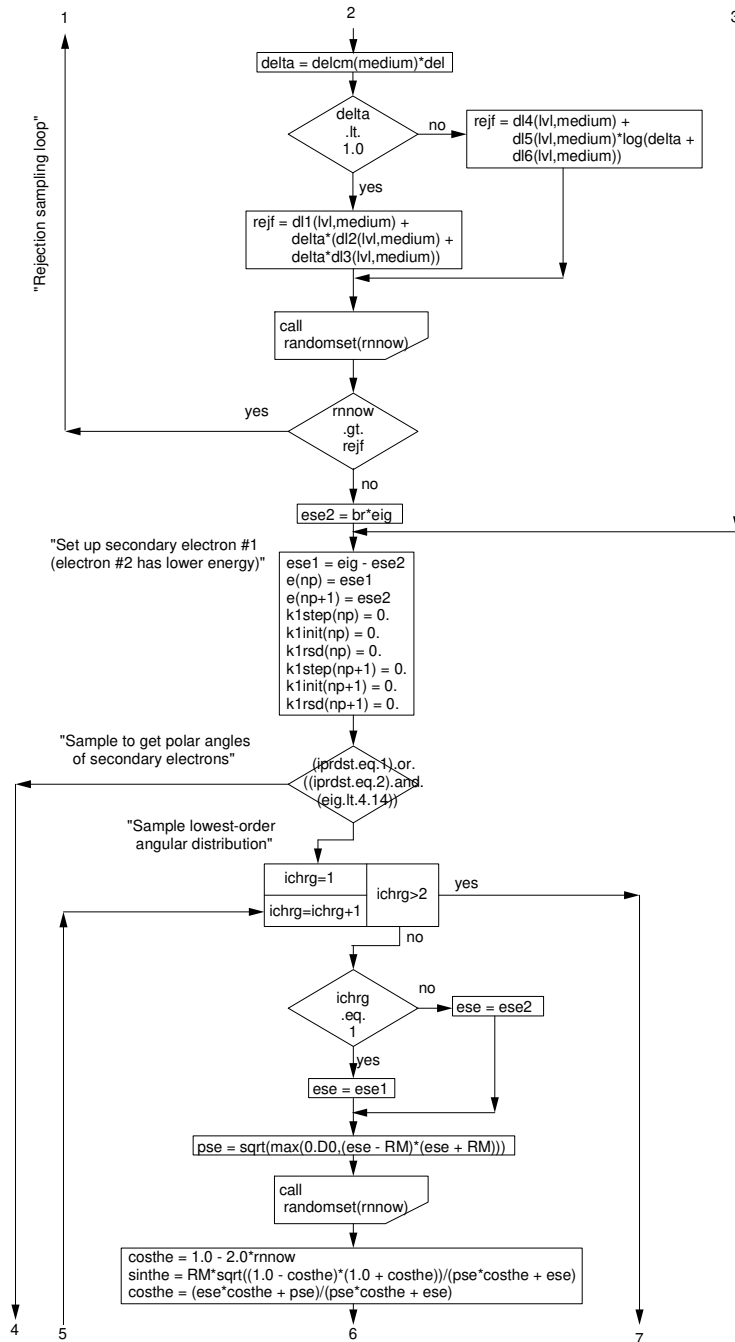 1
2
3
delta = delcm(medium)*del
delta
.lt.
1.0
no
yes
rejf = dl4(lvl,medium) +
dl5(lvl,medium)*log(delta +
dl6(lvl,medium))
"Rejection sampling loop"
rejf = dl1(lvl,medium) +
delta*(dl2(lvl,medium) +
delta*dl3(lvl,medium))
call
randomset(rnnow)
yes
rnnow
.gt.
rejf
no
ese2 = br*eig
"Set up secondary electron #1
(electron #2 has lower energy)"
ese1 = eig - ese2
e(np) = ese1
e(np+1) = ese2
k1step(np) = 0.
k1init(np) = 0.
k1rsd(np) = 0.
k1step(np+1) = 0.
k1init(np+1) = 0.
k1rsd(np+1) = 0.
"Sample to get polar angles
of secondary electrons"
(iprdst.eq.1).or.
((iprdst.eq.2).and.
(eig.lt.4.14))
"Sample lowest-order
angular distribution"
ichrg=1
ichrg=ichrg+1
ichrg>2
yes
no
ichrg
.eq.
1
no
ese = ese2
yes
ese = ese1
pse = sqrt(max(0.D0,(ese - RM)*(ese + RM)))
call
randomset(rnnow)
costhe = 1.0 - 2.0*rnnow
sinthe = RM*sqrt((1.0 - costhe)*(1.0 + costhe))/(pse*costhe + ese)
costhe = (ese*costhe + pse)/(pse*costhe + ese)
4
5
6
7